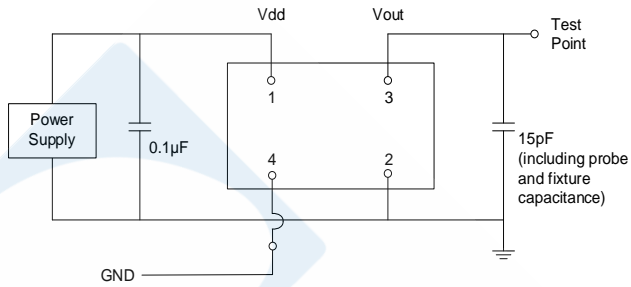 Vdd
Vout
Test
Point
1
3
Power
Supply
0.1µF
15pF
(including probe
and fixture
capacitance)
4
2
GND